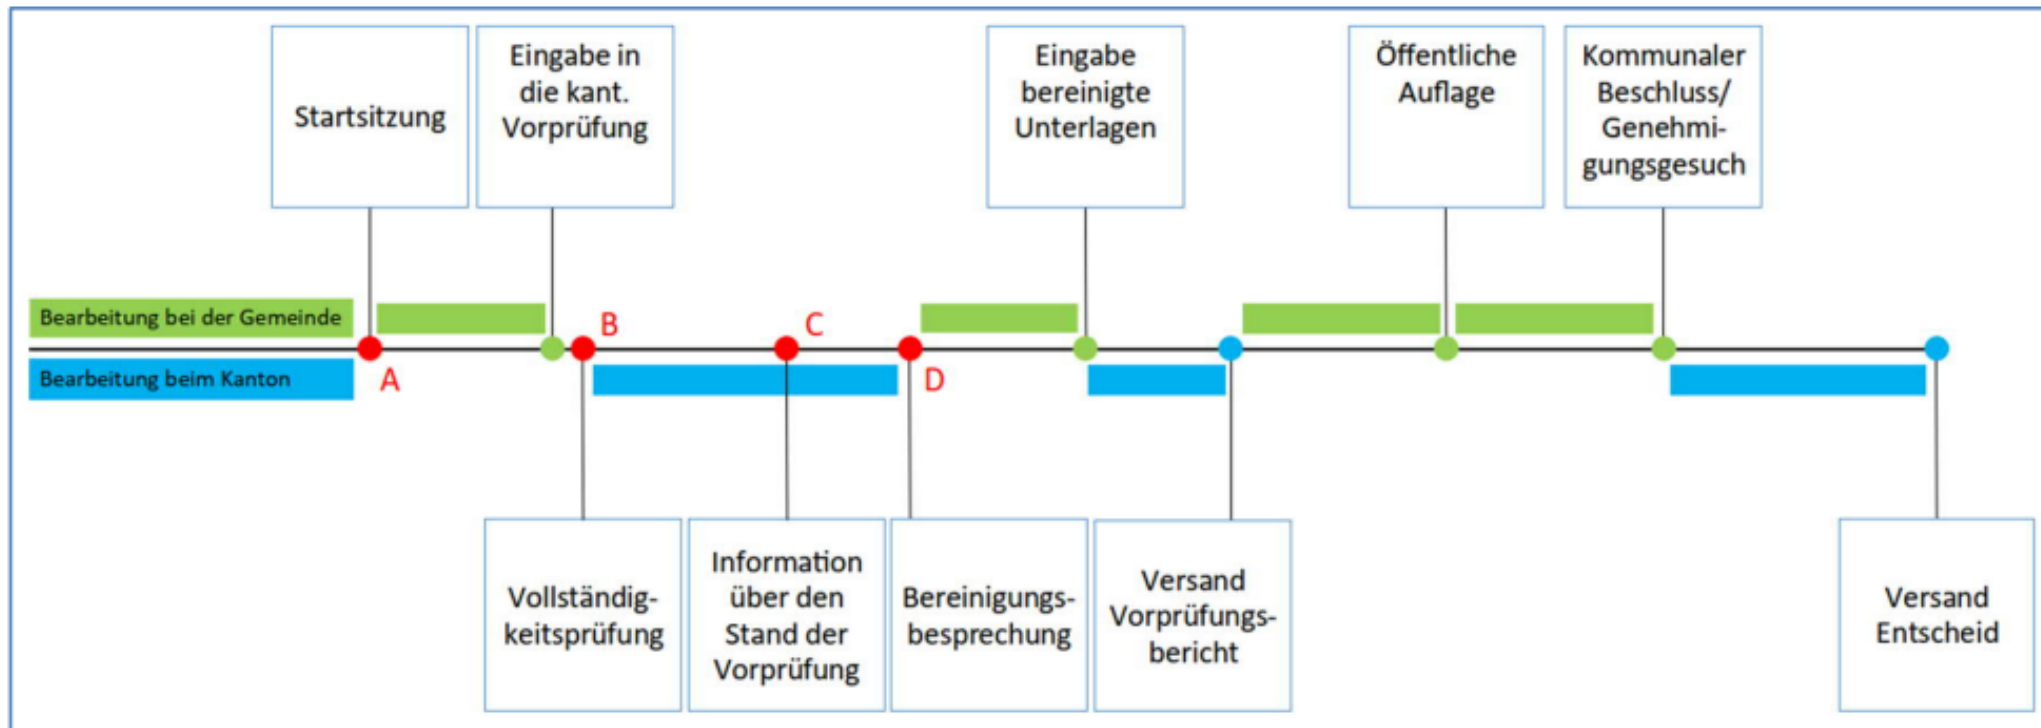 Startsitzung
Eingabe in
die kant.
Vorprüfung
Eingabe
bereinigte
Unterlagen
Öffentliche
Auflage
Kommunaler
Beschluss/
Genehmi-
gungsgesuch
Bearbeitung bei der Gemeinde
B
C
Bearbeitung beim Kanton
A
D
Vollständig-
keitsprüfung
Information
über den
Stand der
Vorprüfung
Bereinigungs-
besprechung
Versand
Vorprüfungs-
bericht
Versand
Entscheid